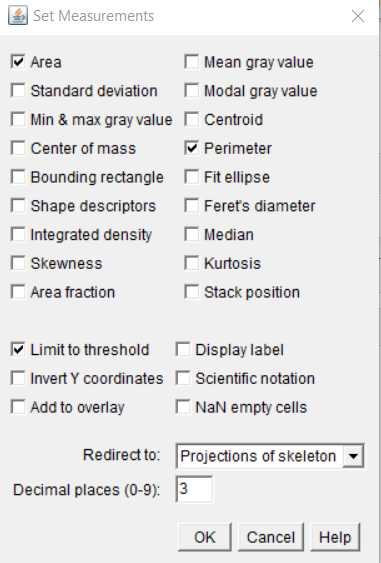 Set Measurements
Area Mean gray value
Standard deviation Modal gray value
Min & max gray value Centroid
Center of mass Perimeter
Bounding rectangle Fit ellipse
Shape descriptors Feret's diameter
Integrated density Median
Skewness Kurtosis
Area fraction Stack position
Limit to threshold Display label
Invert Y coordinates Scientific notation
Add to overlay NaN empty cells
Redirect to: Projections of skeleton
Decimal places (0-9): 3
OK Cancel Help